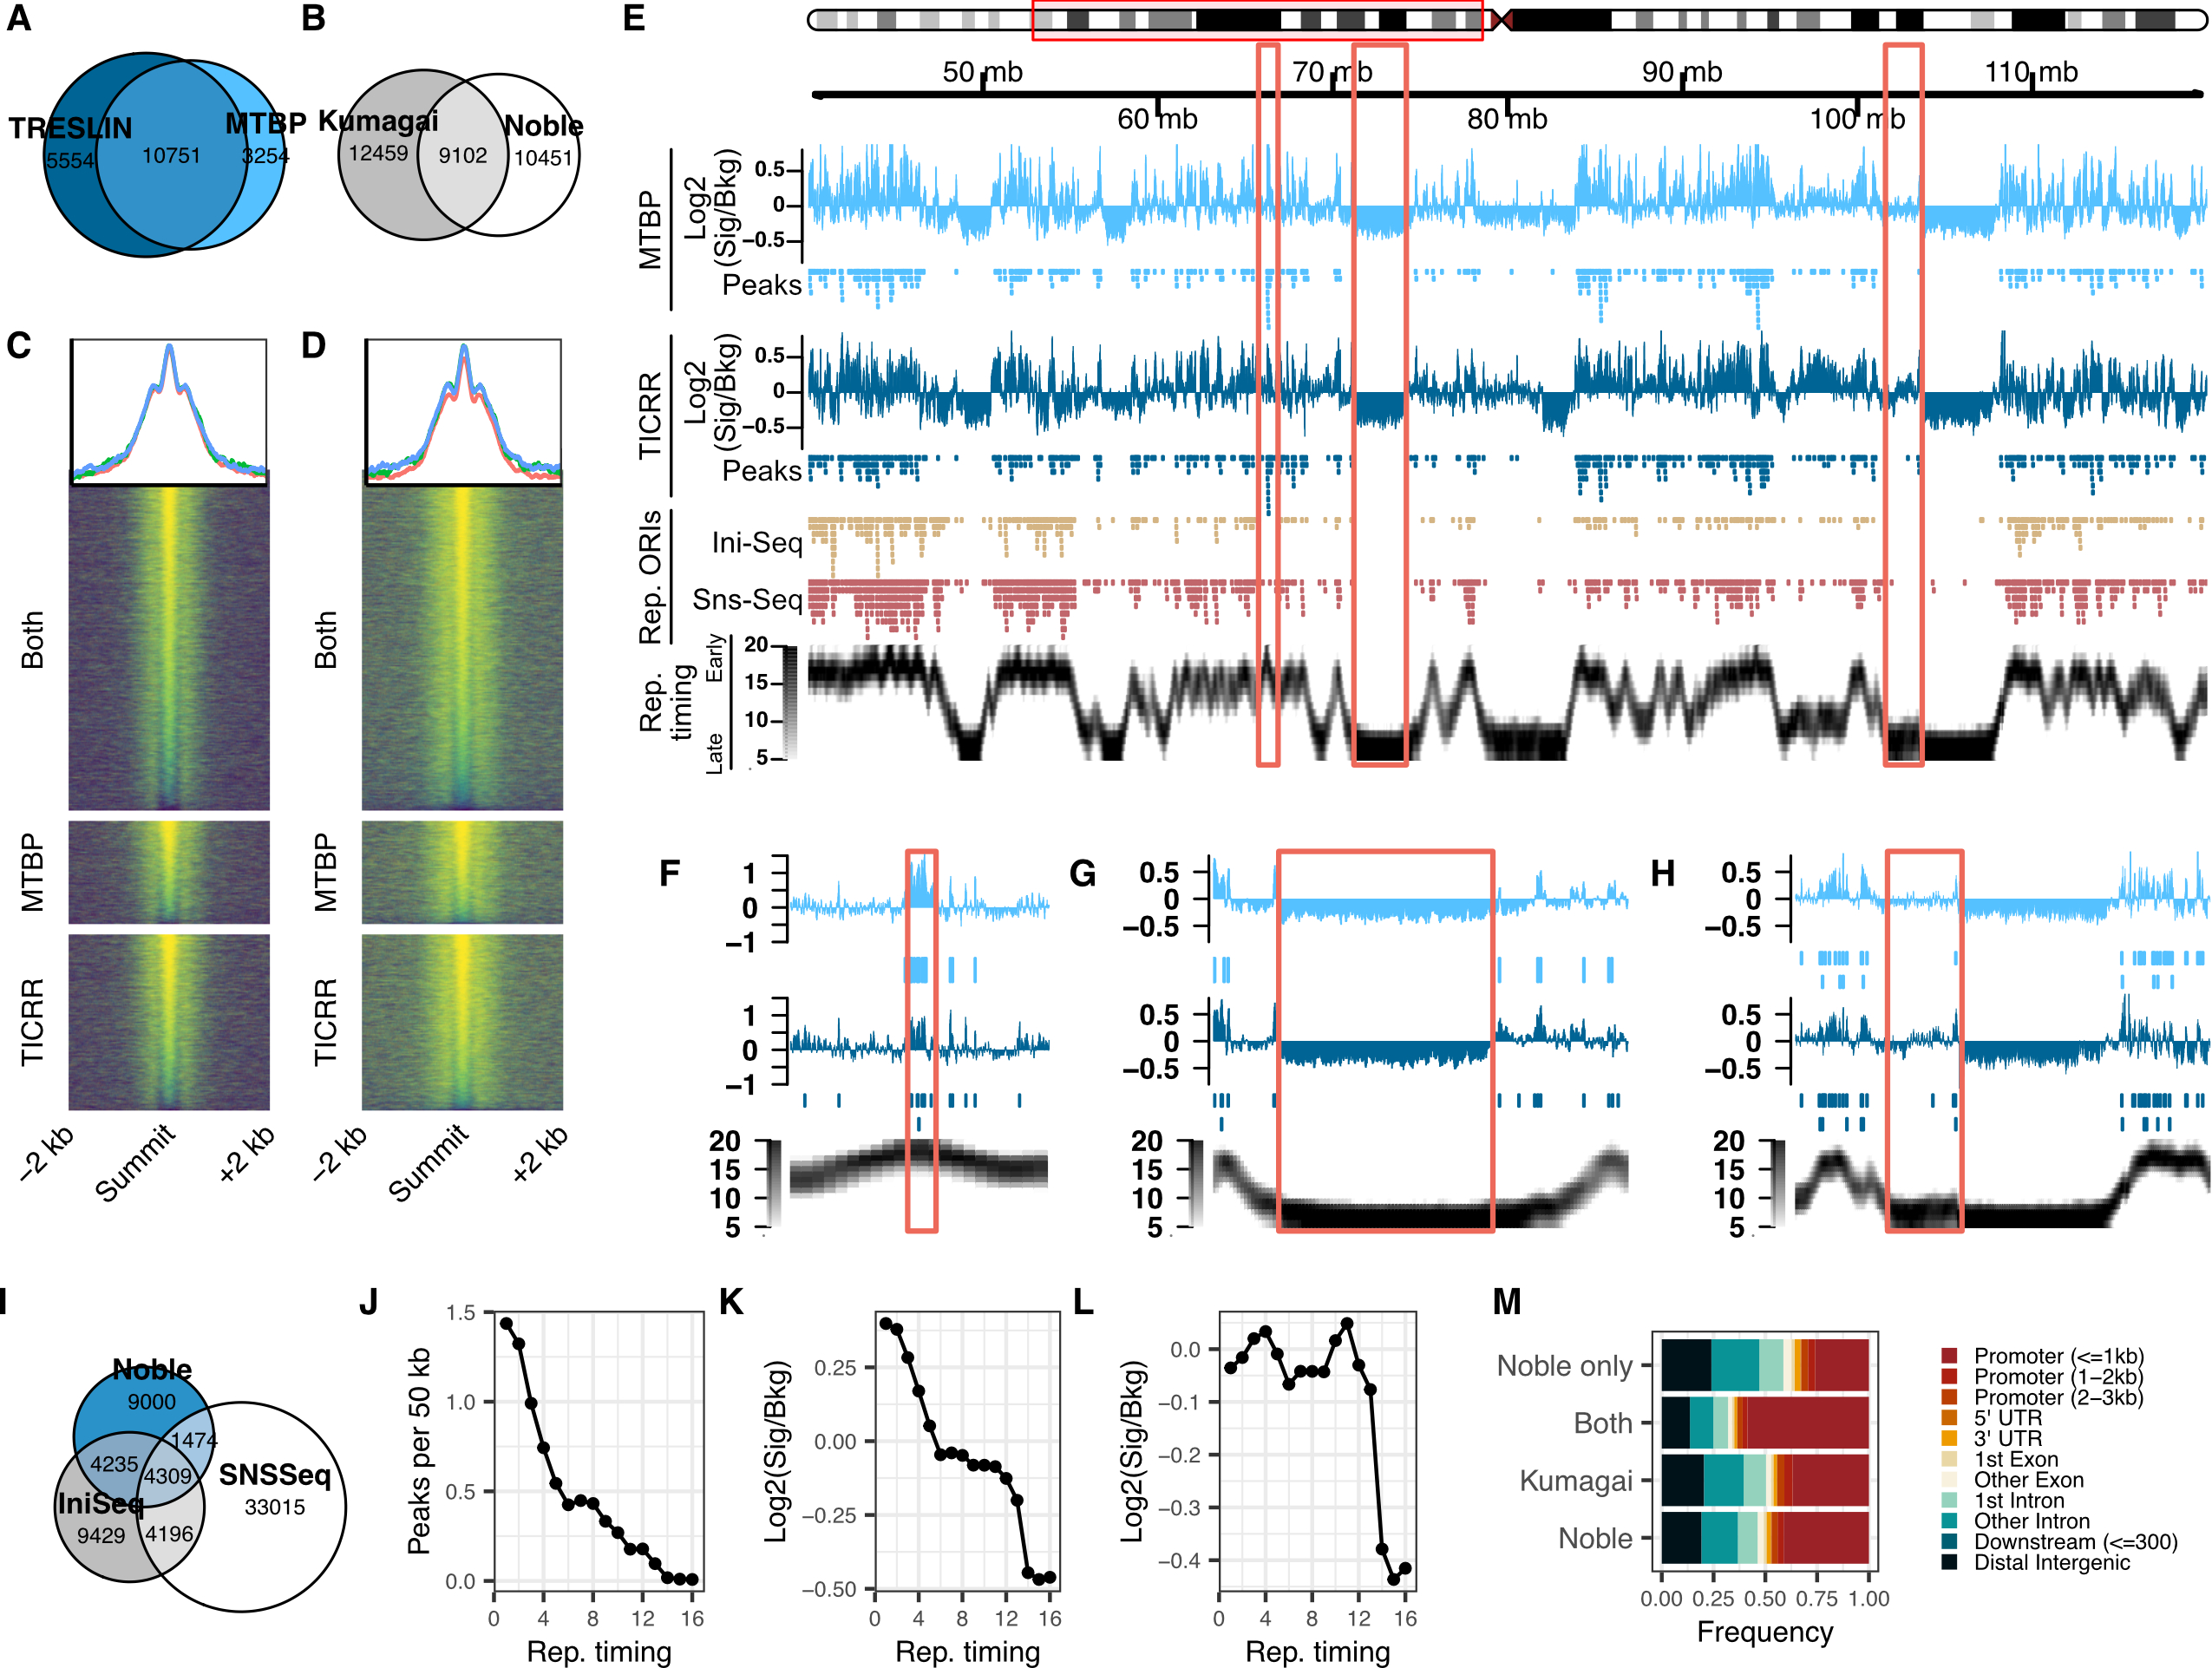 A
TRESLIN
MTBP
5554
10751
3254
B
Kumagai
Noble
12459
9102
10451
C
D
Both
Both
MTBP
MTBP
TICRR
TICRR
−2 kb
Summit
+2 kb
−2 kb
Summit
+2 kb
E
50 mb
70 mb
90 mb
110 mb
60 mb
80 mb
100 mb
MTBP
Log2
(Sig/Bkg)
0.5
0
−0.5
Peaks
TICRR
Log2
(Sig/Bkg)
0.5
0
−0.5
Peaks
Rep. ORIs
Ini-Seq
Sns-Seq
Rep.
timing
Late
Early
20
15
10
5
F
1
0
−1
1
0
−1
20
15
10
5
G
0.5
0
−0.5
0.5
0
−0.5
20
15
10
5
H
0.5
0
−0.5
0.5
0
−0.5
20
15
10
5
I
Noble
9000
1474
4235
4309
SNSSeq
33015
IniSeq
9429
4196
J
Peaks per 50 kb
1.5
1.0
0.5
0.0
0 4 8 12 16
Rep. timing
K
Log2(Sig/Bkg)
0.25
0.00
−0.25
−0.50
0 4 8 12 16
Rep. timing
L
Log2(Sig/Bkg)
0.0
−0.1
−0.2
−0.3
−0.4
0 4 8 12 16
Rep. timing
M
Noble only
Both
Kumagai
Noble
0.00 0.25 0.50 0.75 1.00
Frequency
Promoter (<=1kb)
Promoter (1−2kb)
Promoter (2−3kb)
5' UTR
3' UTR
1st Exon
Other Exon
1st Intron
Other Intron
Downstream (<=300)
Distal Intergenic